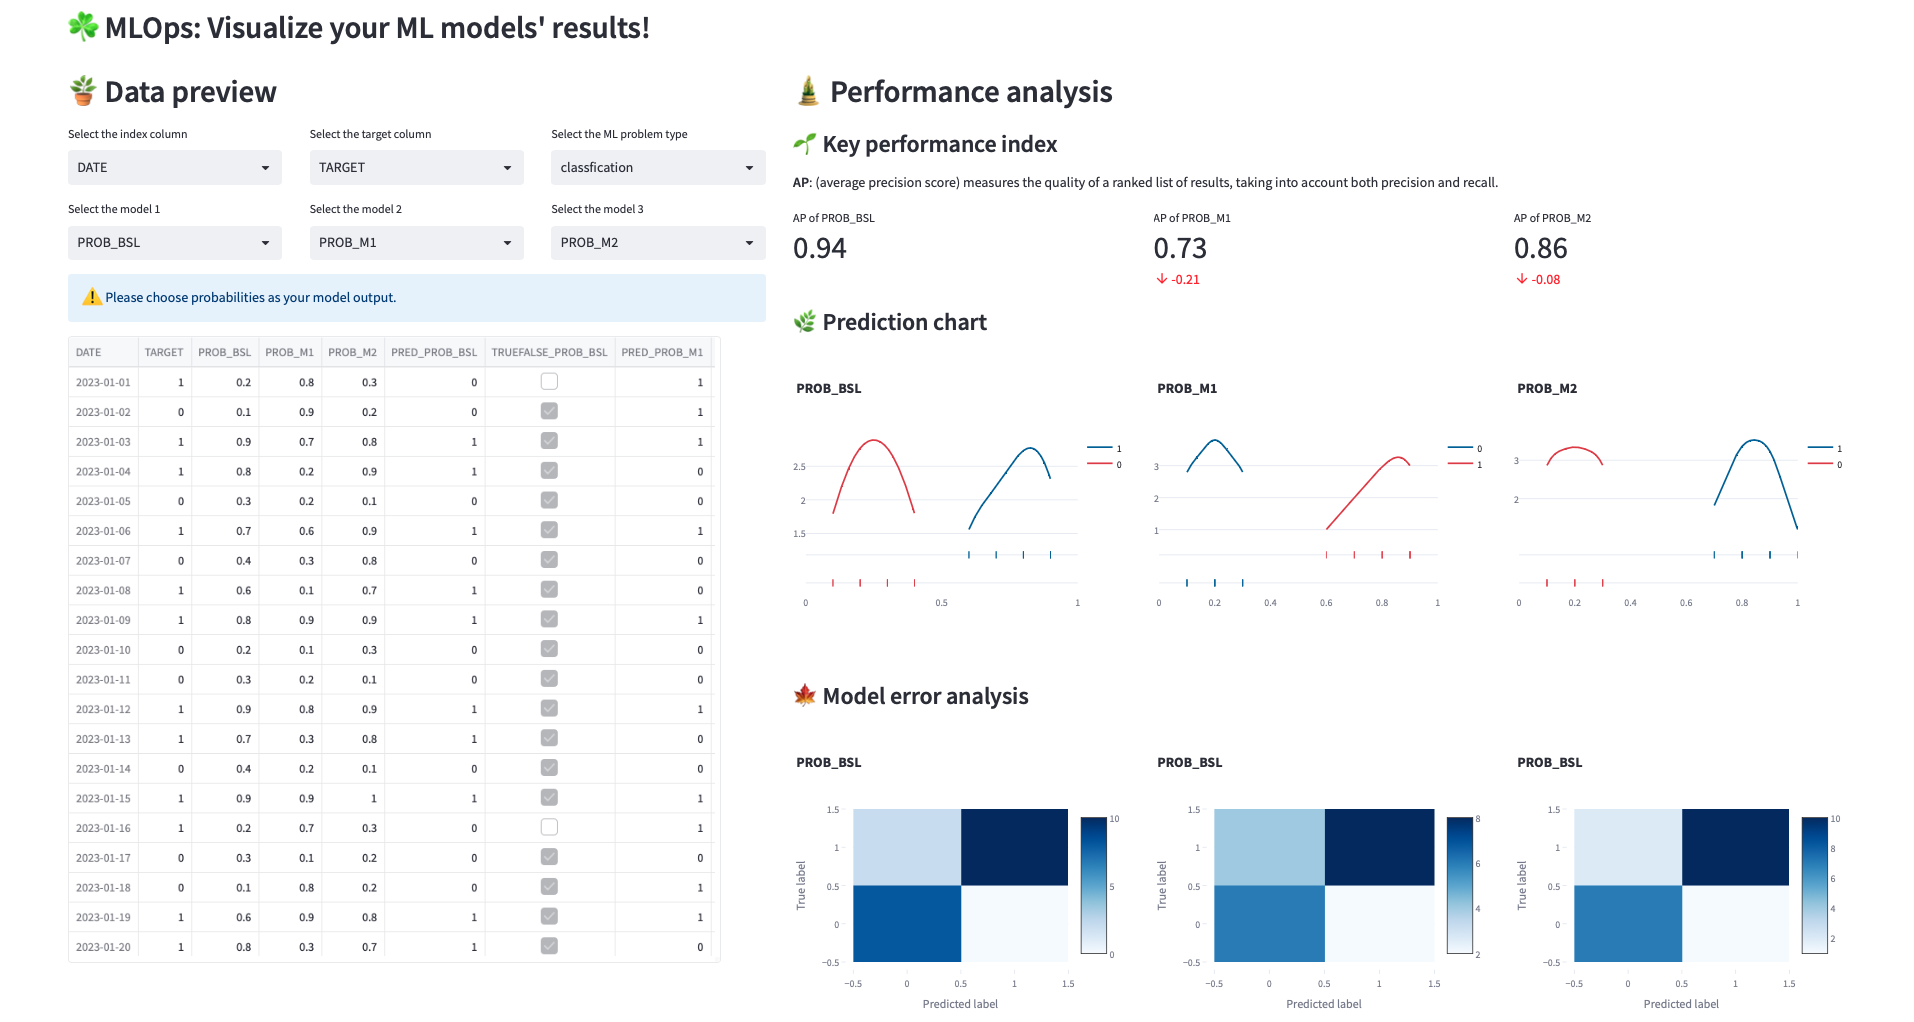 MLOps: Visualize your ML models' results!
Data preview
Select the index column Select the target column Select the ML problem type
DATE TARGET classfication
Select the model 1 Select the model 2 Select the model 3
PROB_BSL PROB_M1 PROB_M2
Please choose probabilities as your model output.
DATE TARGET PROB_BSL PROB_M1 PROB_M2 PRED_PROB_BSL TRUEFALSE_PROB_BSL PRED_PROB_M1
2023-01-01 1 0.2 0.8 0.3 0 1
2023-01-02 0 0.1 0.9 0.2 0 1
2023-01-03 1 0.9 0.7 0.8 1 1
2023-01-04 1 0.8 0.2 0.9 1 0
2023-01-05 0 0.3 0.2 0.1 0 0
2023-01-06 1 0.7 0.6 0.9 1 1
2023-01-07 0 0.4 0.3 0.8 0 0
2023-01-08 1 0.6 0.1 0.7 1 0
2023-01-09 1 0.8 0.9 0.9 1 1
2023-01-10 0 0.2 0.1 0.3 0 0
2023-01-11 0 0.3 0.2 0.1 0 0
2023-01-12 1 0.9 0.8 0.9 1 1
2023-01-13 1 0.7 0.3 0.8 1 0
2023-01-14 0 0.4 0.2 0.1 0 0
2023-01-15 1 0.9 0.9 1 1 1
2023-01-16 1 0.2 0.7 0.3 0 1
2023-01-17 0 0.3 0.1 0.2 0 0
2023-01-18 0 0.1 0.8 0.2 0 1
2023-01-19 1 0.6 0.9 0.8 1 1
2023-01-20 1 0.8 0.3 0.7 1 0
Performance analysis
Key performance index
AP: (average precision score) measures the quality of a ranked list of results, taking into account both precision and recall.
AP of PROB_BSL AP of PROB_M1 AP of PROB_M2
0.94 0.73 0.86
-0.21 -0.08
Prediction chart
PROB_BSL
1
0
2.5
2
1.5
0 0.5 1
PROB_M1
0
1
3
2
1
0 0.2 0.4 0.6 0.8 1
PROB_M2
1
0
3
2
0 0.2 0.4 0.6 0.8 1
Model error analysis
PROB_BSL
1.5
1
0.5
0
−0.5
−0.5 0 0.5 1 1.5
True label
Predicted label
10
5
0
PROB_BSL
1.5
1
0.5
0
−0.5
−0.5 0 0.5 1 1.5
True label
Predicted label
8
6
4
2
PROB_BSL
1.5
1
0.5
0
−0.5
−0.5 0 0.5 1 1.5
True label
Predicted label
10
8
6
4
2